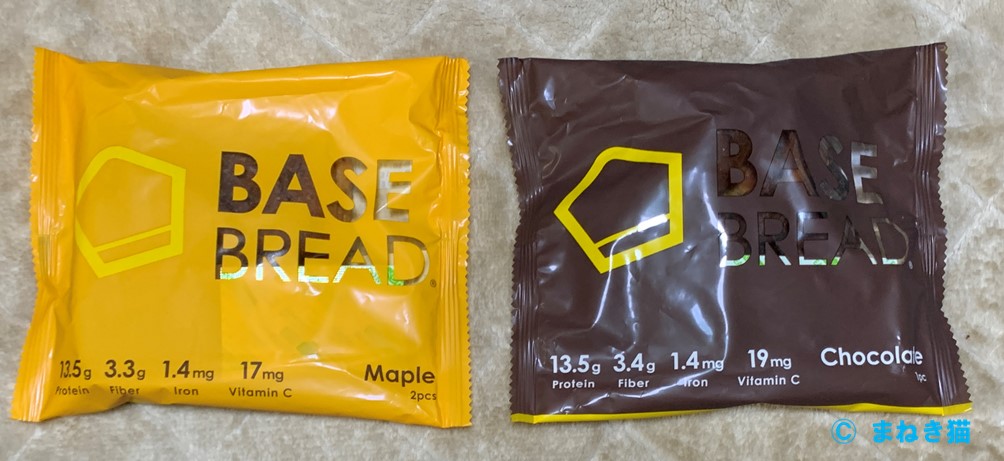 BASE
BREAD®
13.5g 3.3g 1.4mg 17mg
Protein Fiber Iron Vitamin C
Maple
2pcs
BASE
BREAD®
13.5g 3.4g 1.4mg 19mg
Protein Fiber Iron Vitamin C
Chocolate
1pc
© まねき猫